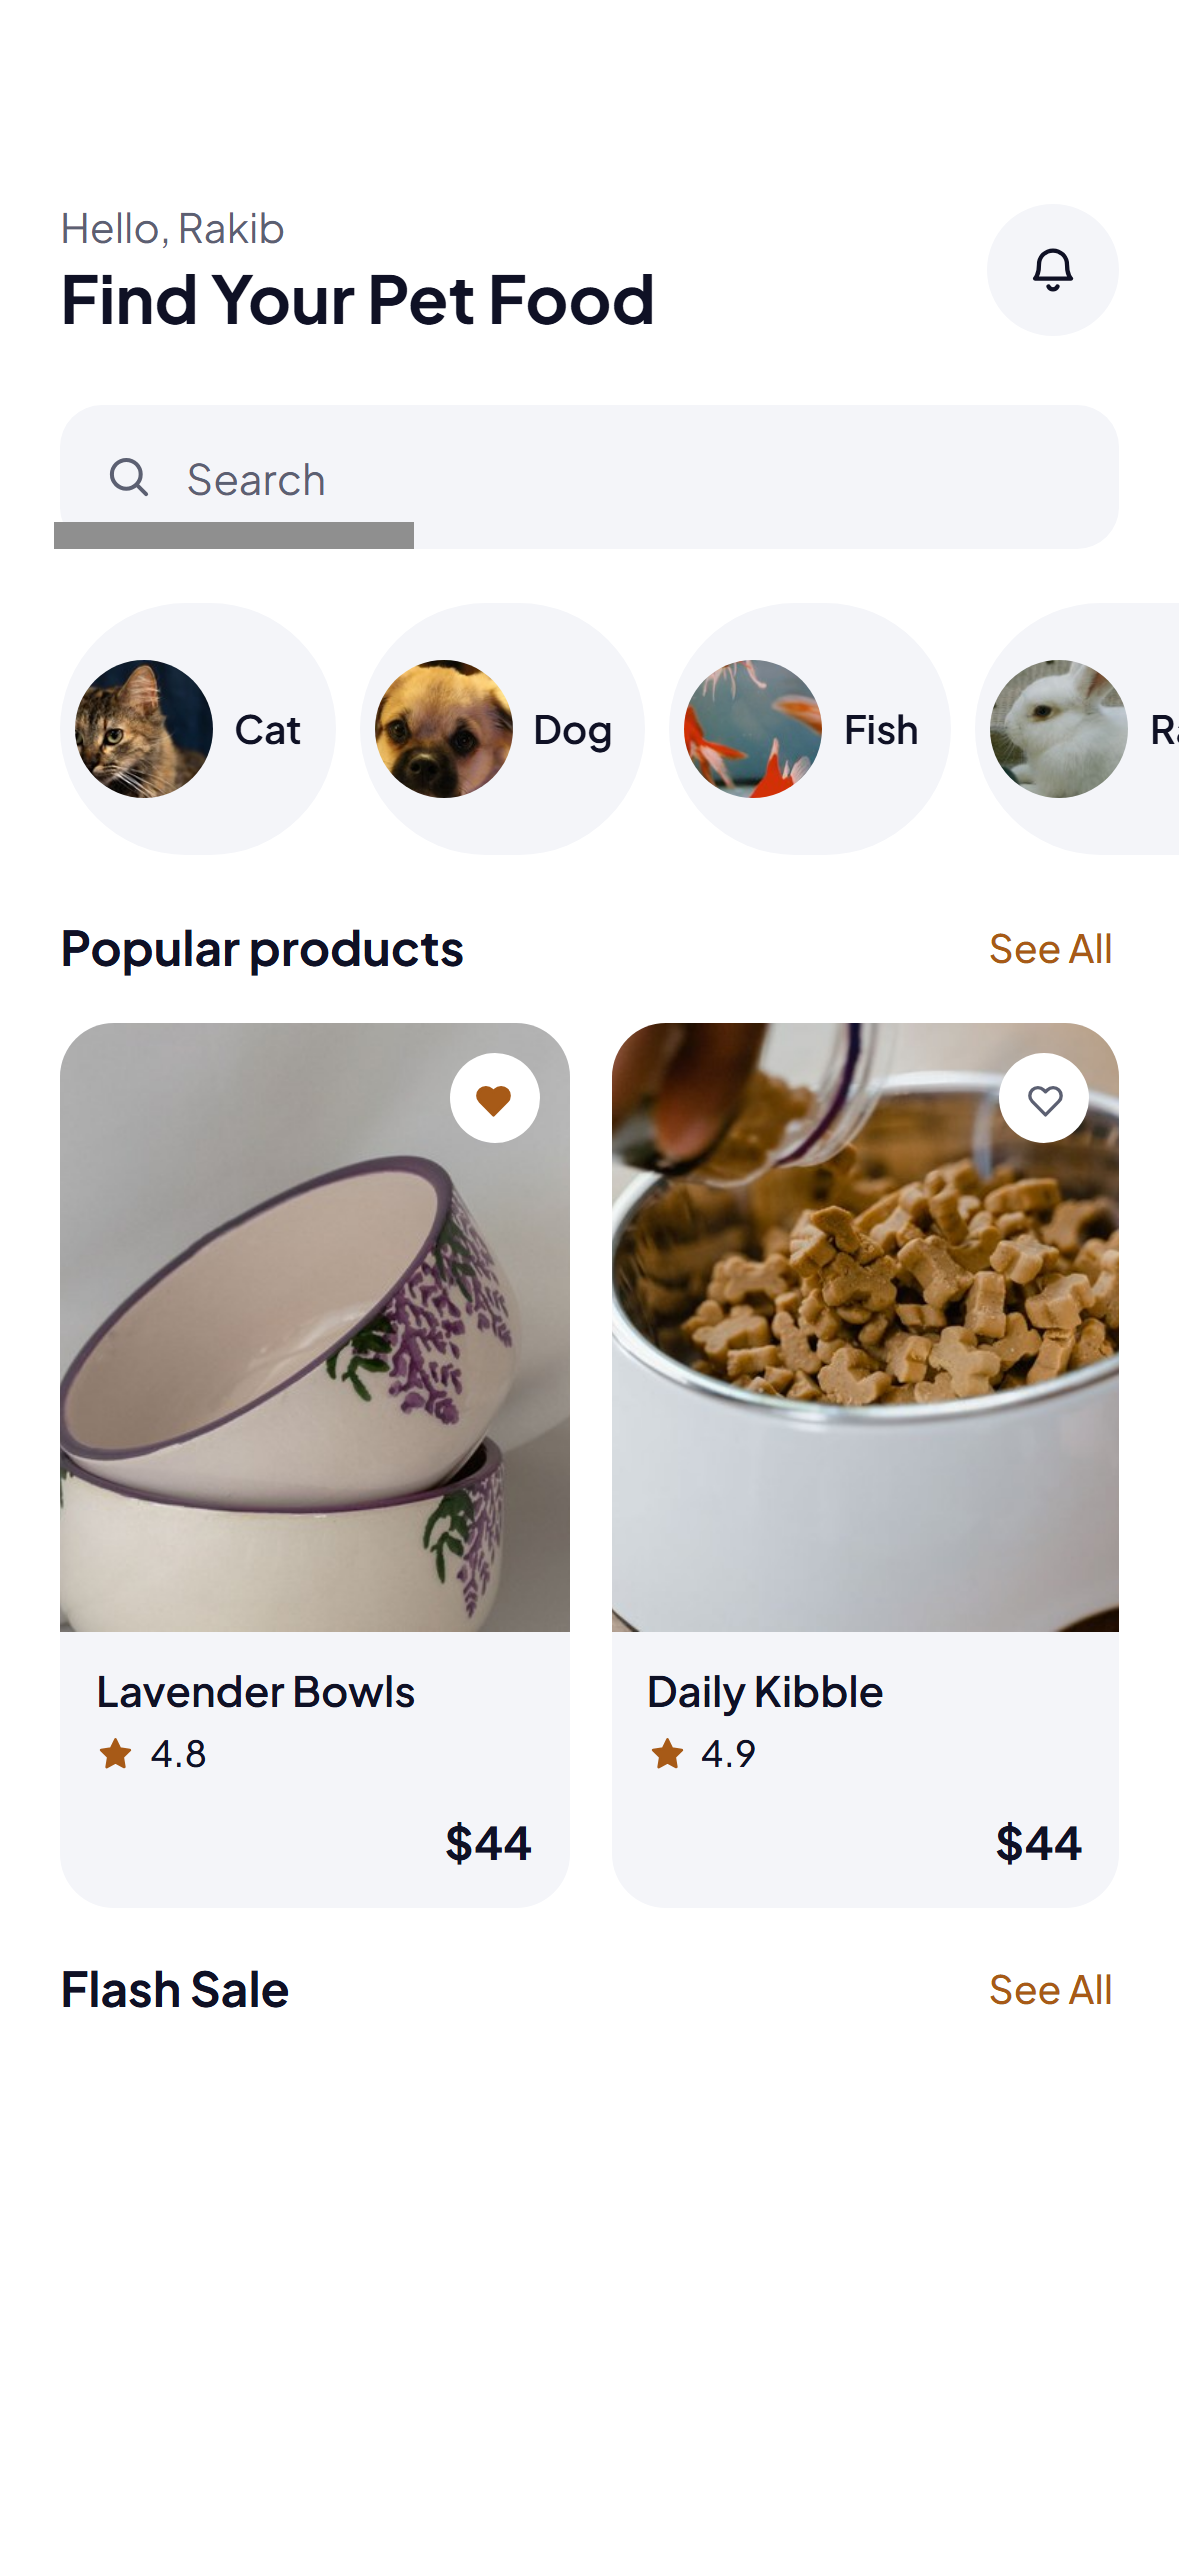 Hello, Rakib
Find Your Pet Food
Search
Cat
Dog
Fish
Popular products
See All
Lavender Bowls
4.8
$44
Daily Kibble
4.9
$44
Flash Sale
See All